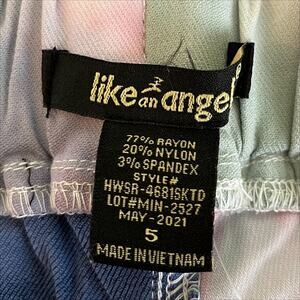 like an angel
77% RAYON
20% NYLON
3% SPANDEX
STYLE#
HWSR-4681SKTD
LOT#MIN-2527
MAY-2021
5
MADE IN VIETNAM